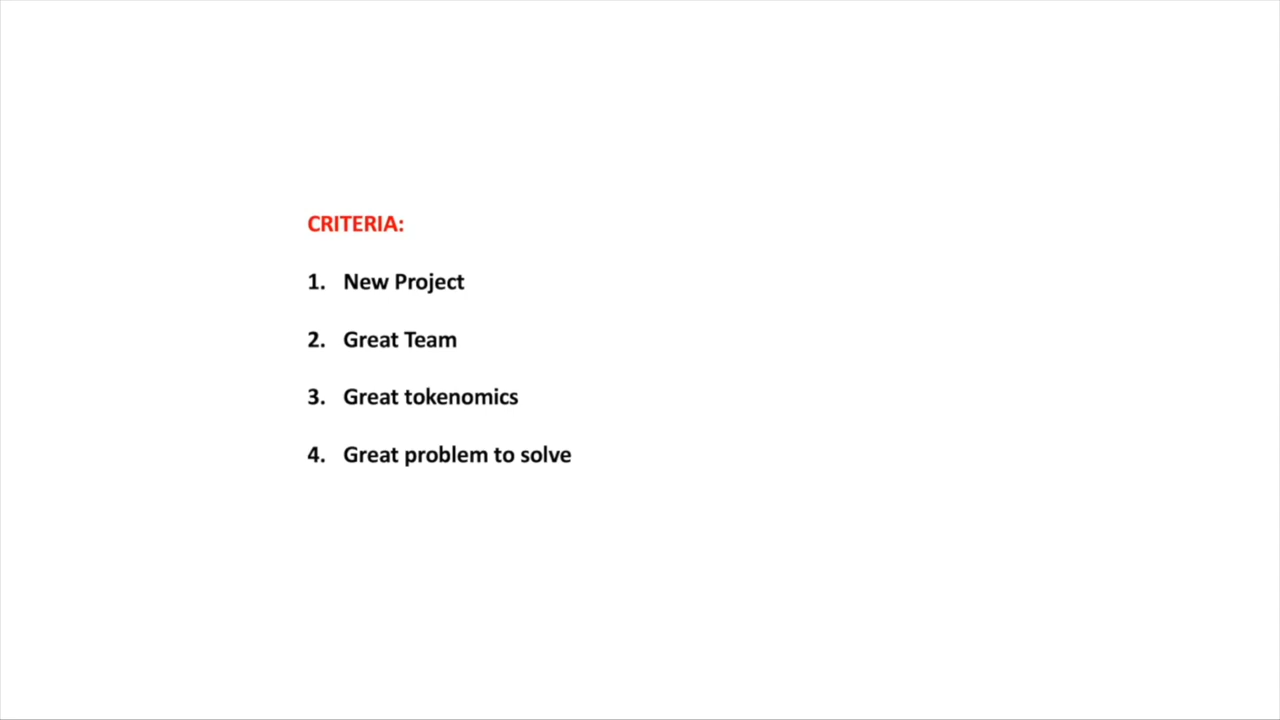 CRITERIA:
1. New Project
2. Great Team
3. Great tokenomics
4. Great problem to solve